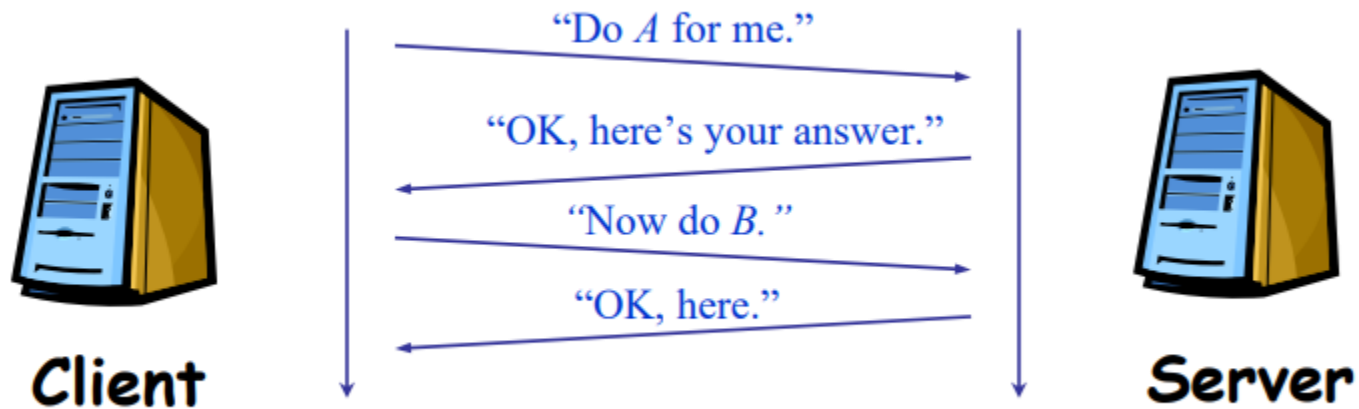 “Do A for me.”
“OK, here’s your answer.”
“Now do B.”
“OK, here.”
Client
Server